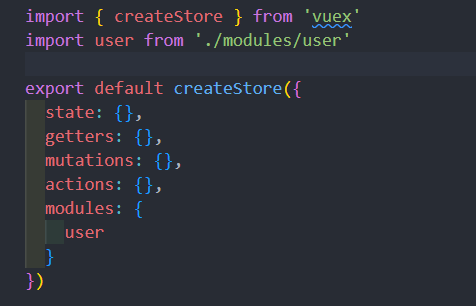 import { createStore } from 'vuex'
import user from './modules/user'

export default createStore({
  state: {},
  getters: {},
  mutations: {},
  actions: {},
  modules: {
    user
  }
})